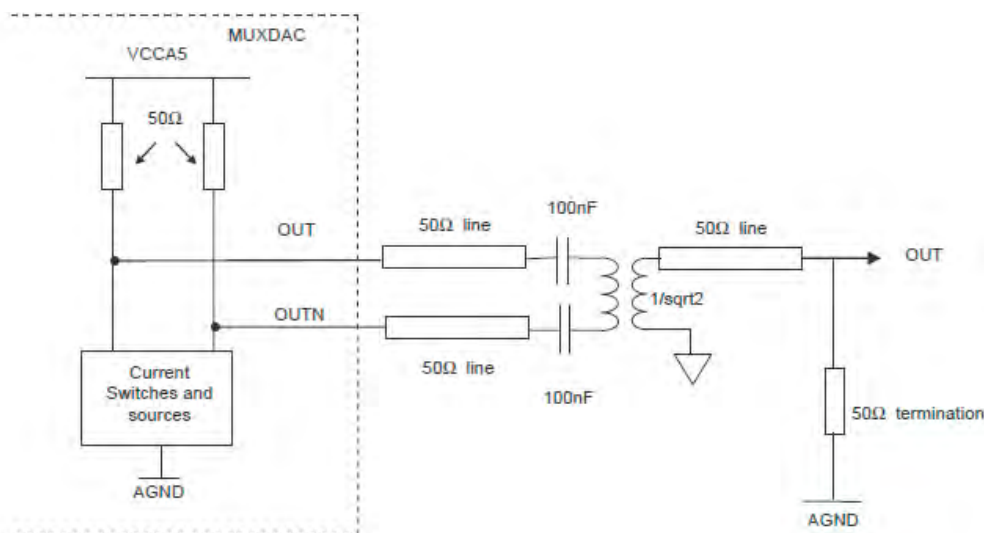 MUXDAC
VCCA5
50Ω
100nF
OUT
50Ω line
50Ω line
OUT
1/sqrt2
OUTN
50Ω line
100nF
Current
Switches and
sources
50Ω termination
AGND
AGND